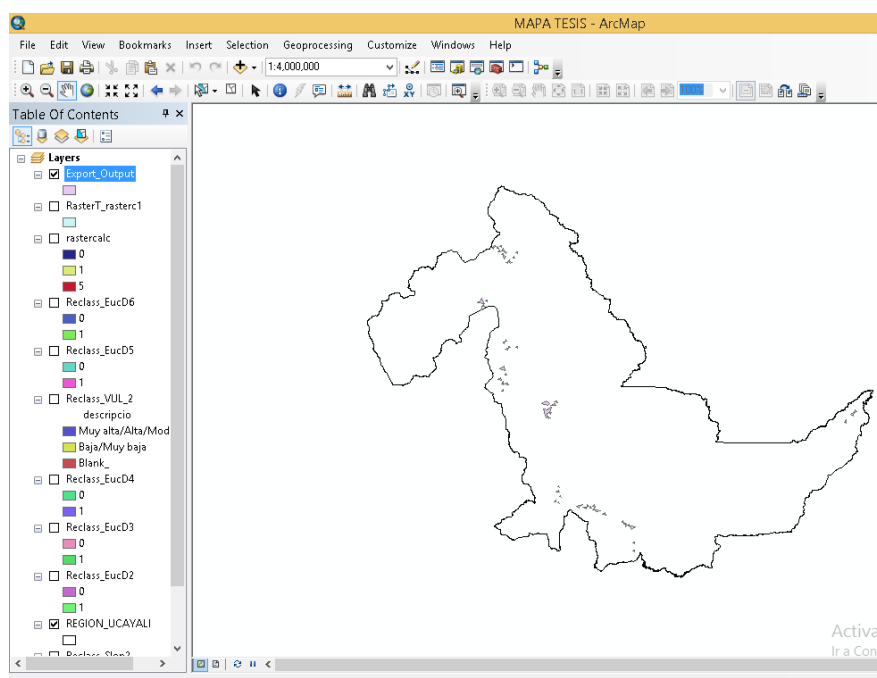 MAPA TESIS - ArcMap
File Edit View Bookmarks Insert Selection Geoprocessing Customize Windows Help
1:4,000,000
100%
Table Of Contents
Layers
Export_Output
RasterT_rasterc1
rastercalc
0
1
5
Reclass_EucD6
0
1
Reclass_EucD5
0
1
Reclass_VUL_2
descripcio
Muy alta/Alta/Mod
Baja/Muy baja
Blank_
Reclass_EucD4
0
1
Reclass_EucD3
0
1
Reclass_EucD2
0
1
REGION_UCAYALI
Activa
Ir a Con